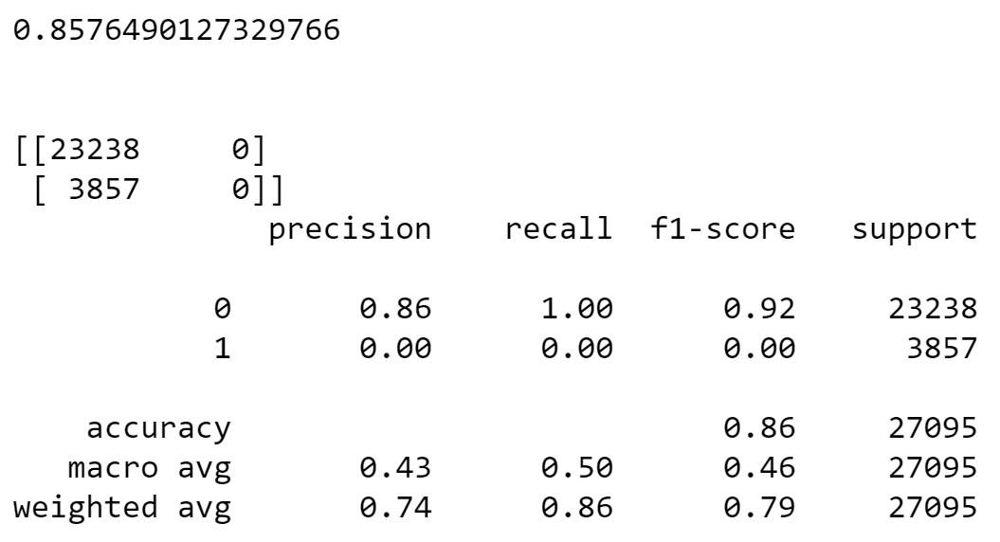 0.8576490127329766
[[23238     0]
 [ 3857     0]]
              precision    recall  f1-score   support
           0       0.86      1.00      0.92     23238
           1       0.00      0.00      0.00      3857
    accuracy                           0.86     27095
   macro avg       0.43      0.50      0.46     27095
weighted avg       0.74      0.86      0.79     27095